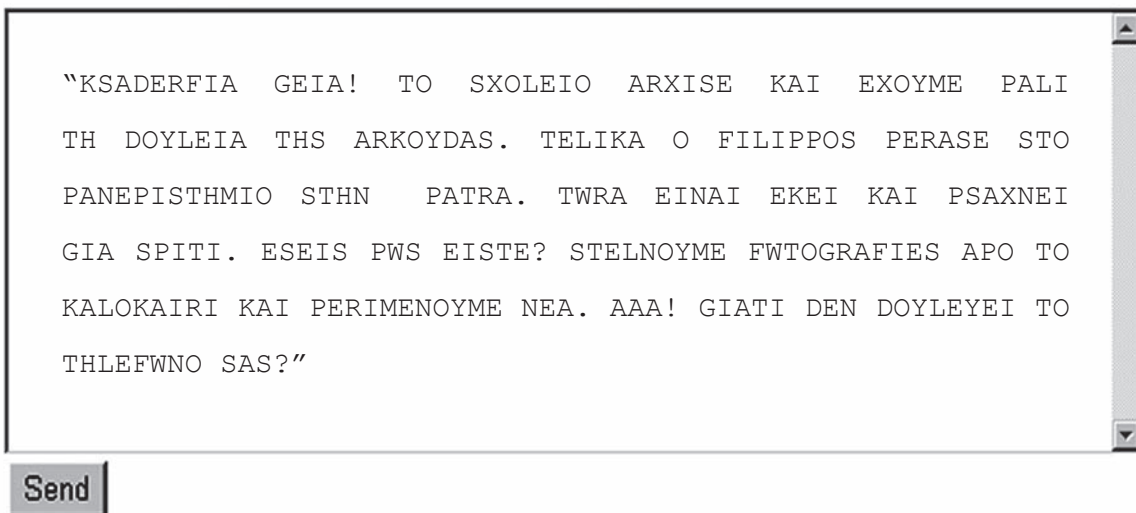 “KSADERFIA GEIA! TO SXOLEIO ARXISE KAI EXOYME PALI
TH DOYLEIA THS ARKOYDAS. TELIKA O FILIPPOS PERASE STO
PANEPISTHMIO STHN PATRA. TWRA EINAI EKEI KAI PSAXNEI
GIA SPITI. ESEIS PWS EISTE? STELNOYME FWTOGRAFIES APO TO
KALOKAIRI KAI PERIMENOYME NEA. AAA! GIATI DEN DOYLEYEI TO
THLEFWNO SAS?”
Send